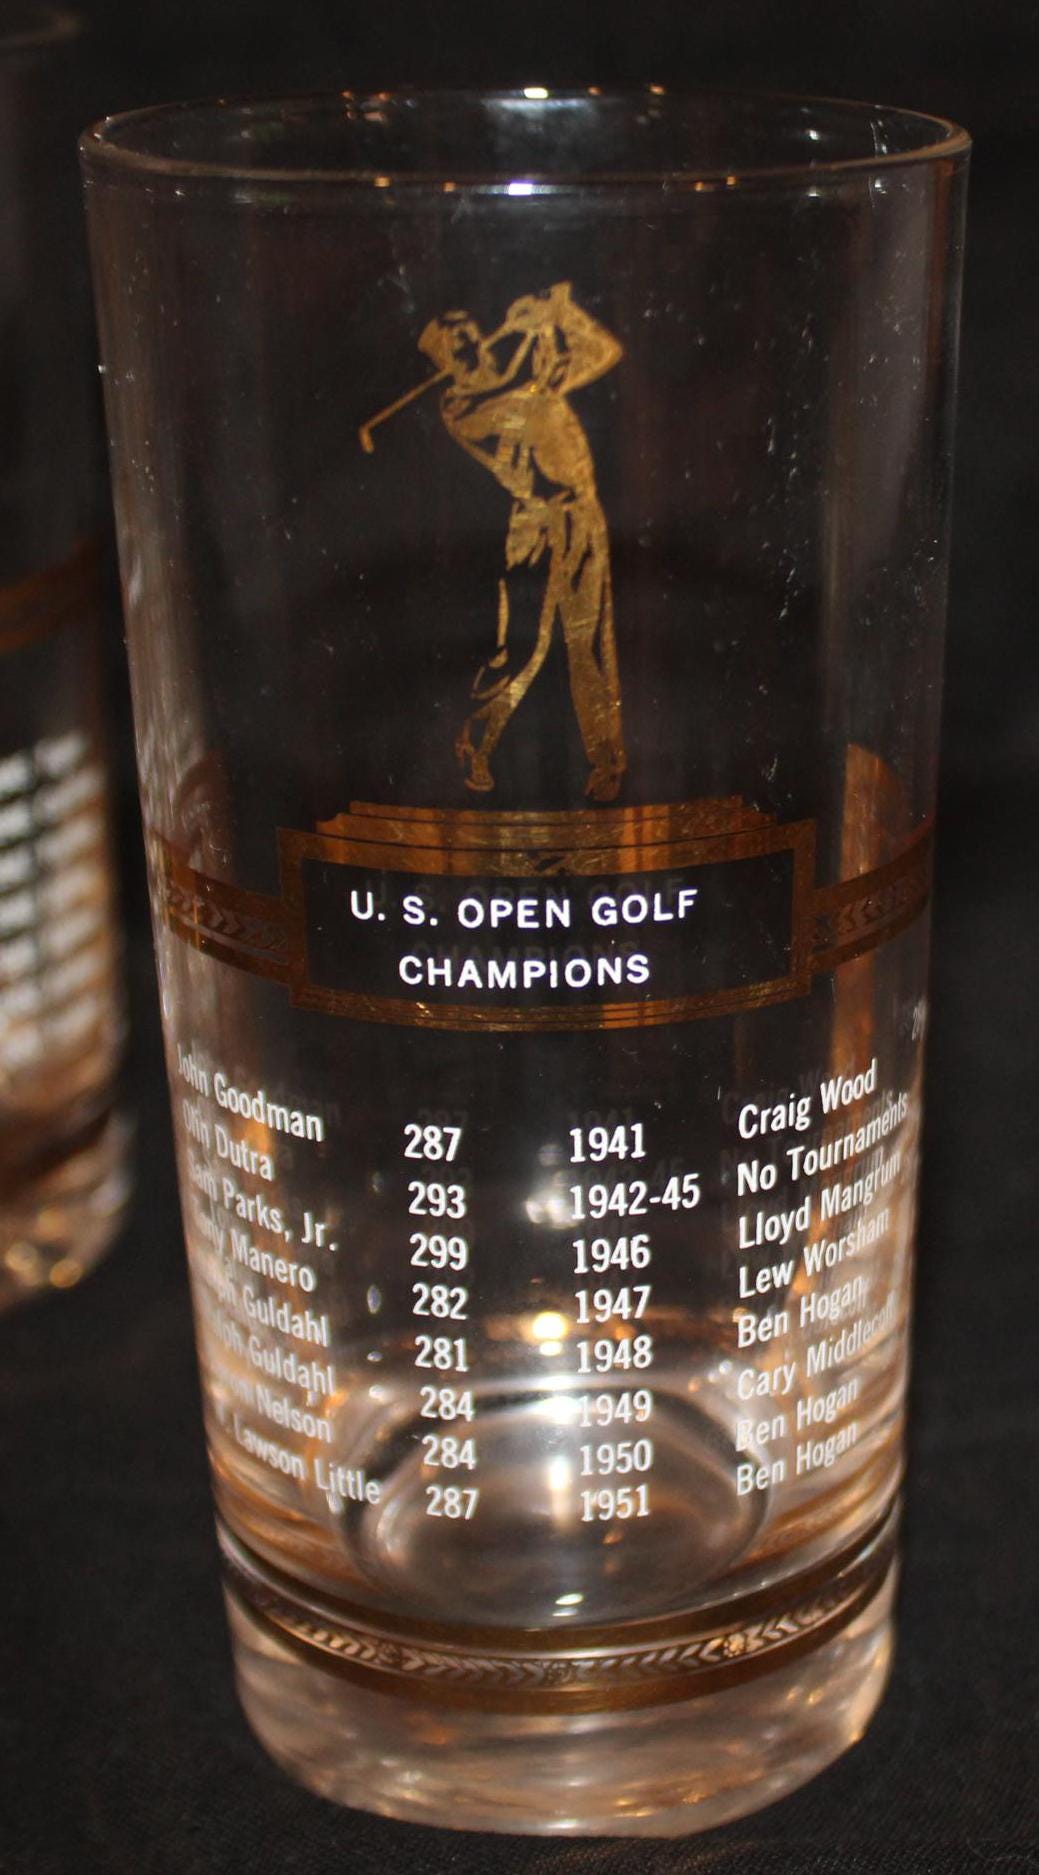 U. S. OPEN GOLF
CHAMPIONS
John Goodman 287 1941 Craig Wood
Olin Dutra 293 1942-45 No Tournaments
Sam Parks, Jr. 299 1946 Lloyd Mangrum
Manero 282 1947 Lew Worsham
Guldahl 281 1948 Ben Hogan
Guldahl 284 1949 Cary Middlecoff
Nelson 284 1950 Ben Hogan
Lawson Little 287 1951 Ben Hogan